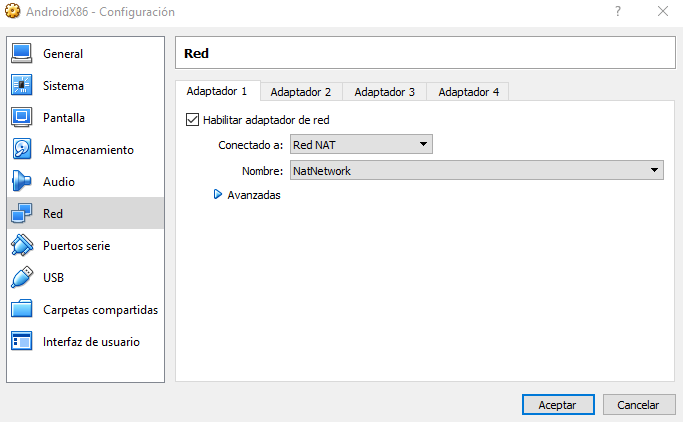 AndroidX86 - Configuración
?
General
Sistema
Pantalla
Almacenamiento
Audio
Red
Puertos serie
USB
Carpetas compartidas
Interfaz de usuario
Red
Adaptador 1 Adaptador 2 Adaptador 3 Adaptador 4
Habilitar adaptador de red
Conectado a: Red NAT
Nombre: NatNetwork
Avanzadas
Aceptar Cancelar